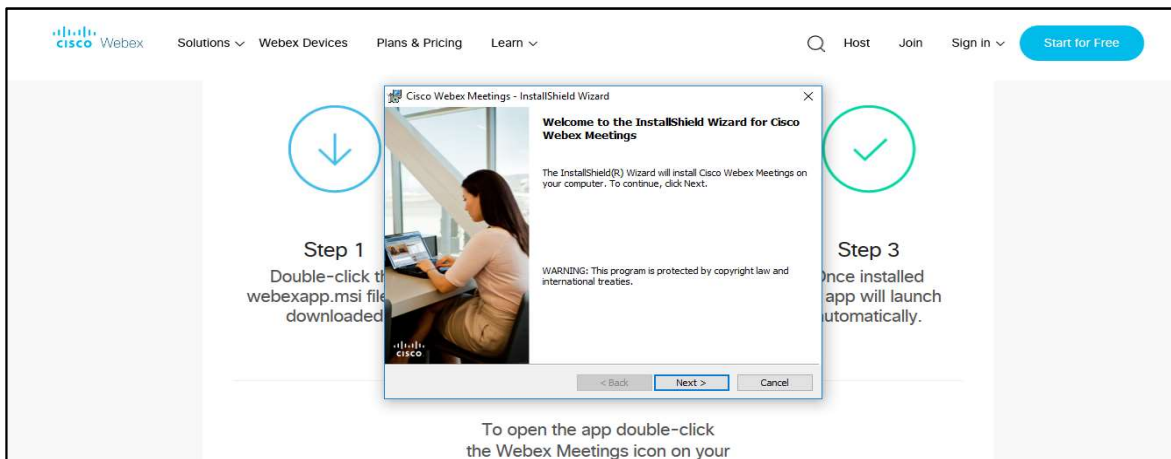 CISCO Webex Solutions Webex Devices Plans & Pricing Learn Host Join Sign in Start for Free
Cisco Webex Meetings - InstallShield Wizard
Welcome to the InstallShield Wizard for Cisco
Webex Meetings
The InstallShield(R) Wizard will install Cisco Webex Meetings on
your computer. To continue, click Next.
WARNING: This program is protected by copyright law and
international treaties.
CISCO
< Back Next > Cancel
Step 1
Double-click
webexapp.msi
downloaded
Step 3
installed
app will launch
To open the app double-click
the Webex Meetings icon on your